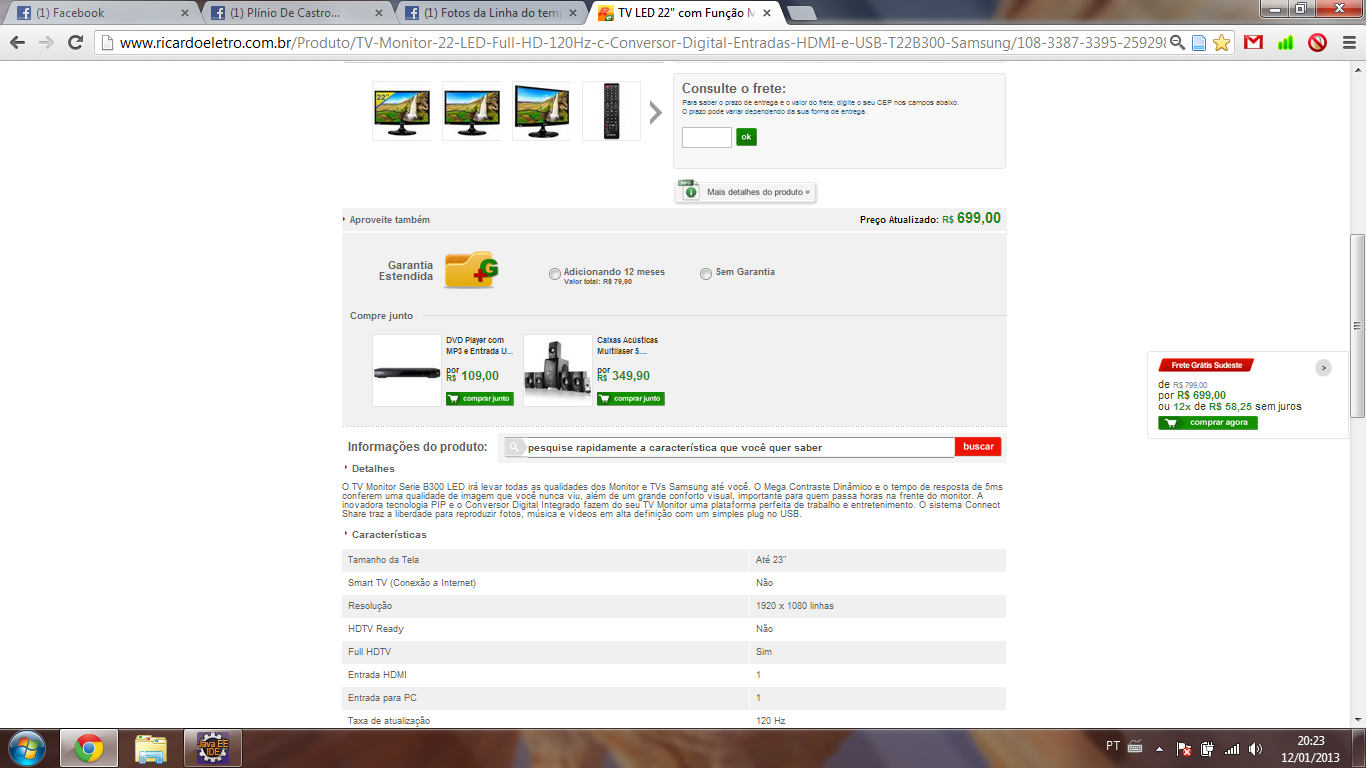 (1) Facebook
(1) Plínio De Castro...
(1) Fotos da Linha do temp
TV LED 22" com Função M
www.ricardoeletro.com.br/Produto/TV-Monitor-22-LED-Full-HD-120Hz-c-Conversor-Digital-Entradas-HDMI-e-USB-T22B300-Samsung/108-3387-3395-259298
22"
Consulte o frete:
Para saber o prazo de entrega e o valor do frete, digite o seu CEP nos campos abaixo.
O prazo pode variar dependendo da sua forma de entrega.
ok
Mais detalhes do produto
Aproveite também
Preço Atualizado: R$ 699,00
Garantia
Estendida
G
Adicionando 12 meses
Valor total: R$ 79,90
Sem Garantia
Compre junto
DVD Player com
MP3 e Entrada U...
por
R$ 109,00
comprar junto
Caixas Acústicas
Multilaser 5....
por
R$ 349,90
comprar junto
Frete Grátis Sudeste
de R$ 799,00
por R$ 699,00
ou 12x de R$ 58,25 sem juros
comprar agora
Informações do produto:
pesquise rapidamente a característica que você quer saber
buscar
Detalhes
O TV Monitor Serie B300 LED irá levar todas as qualidades dos Monitor e TVs Samsung até você. O Mega Contraste Dinâmico e o tempo de resposta de 5ms
conferem uma qualidade de imagem que você nunca viu, além de um grande conforto visual, importante para quem passa horas na frente do monitor. A
inovadora tecnologia PIP e o Conversor Digital Integrado fazem do seu TV Monitor uma plataforma perfeita de trabalho e entretenimento. O sistema Connect
Share traz a liberdade para reproduzir fotos, música e vídeos em alta definição com um simples plug no USB.
Características
Tamanho da Tela Até 23"
Smart TV (Conexão a Internet) Não
Resolução 1920 x 1080 linhas
HDTV Ready Não
Full HDTV Sim
Entrada HDMI 1
Entrada para PC 1
Taxa de atualização 120 Hz
Java EE
IDE
PT
20:23
12/01/2013